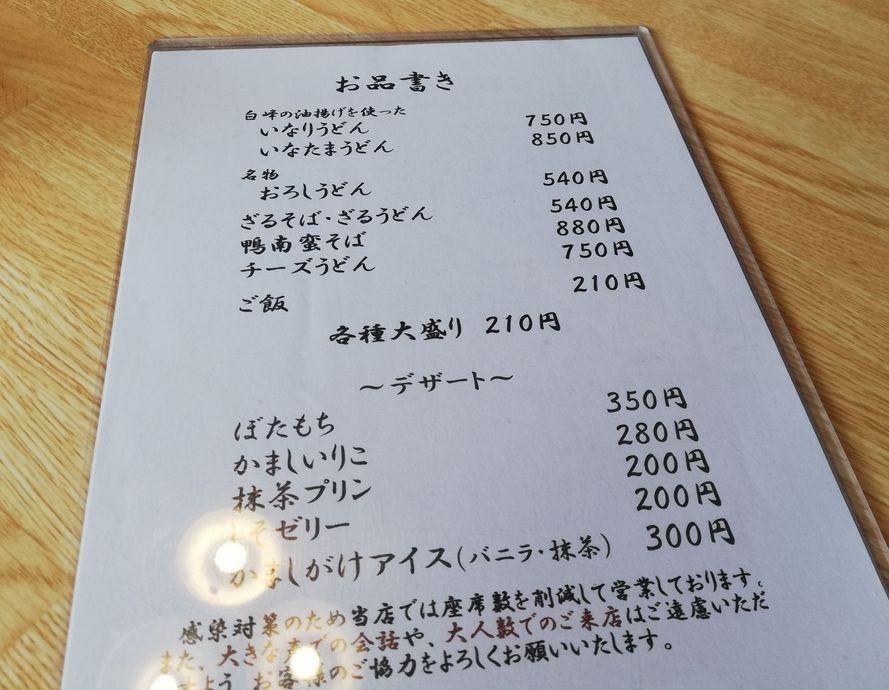 お品書き
白峰の油揚げを使った
いなりうどん 750円
いなたまうどん 850円
名物
おろしうどん 540円
ざるそば・ざるうどん 540円
鴨南蛮そば 880円
チーズうどん 750円
ご飯 210円
各種大盛り 210円
～デザート～
ぼたもち 350円
かましいりこ 280円
抹茶プリン 200円
しそゼリー 200円
かましがけアイス(バニラ・抹茶) 300円
感染対策のため当店では座席数を削減して営業しております。
また、大きな声での会話や、大人数でのご来店はご遠慮いただ
ますよう お客様のご協力をよろしくお願いいたします。